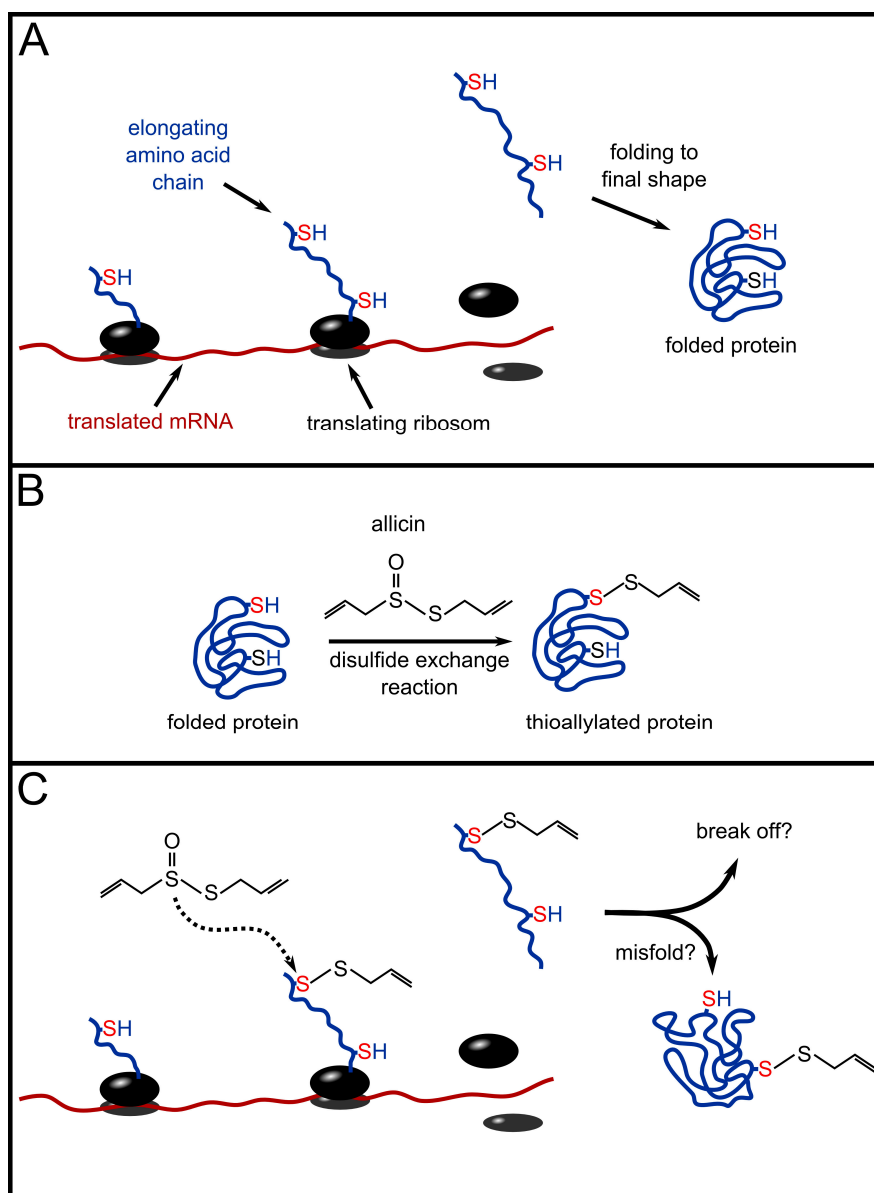 A
SH
elongating
amino acid
chain
SH
folding to
final shape
SH
SH
SH
SH
SH
SH
folded protein
translated mRNA
translating ribosom
B
allicin
O
S
S
SH
S
S
SH
SH
disulfide exchange
reaction
folded protein
thioallylated protein
C
O
S
S
S
S
break off?
SH
misfold?
S
S
SH
SH
SH
S
S